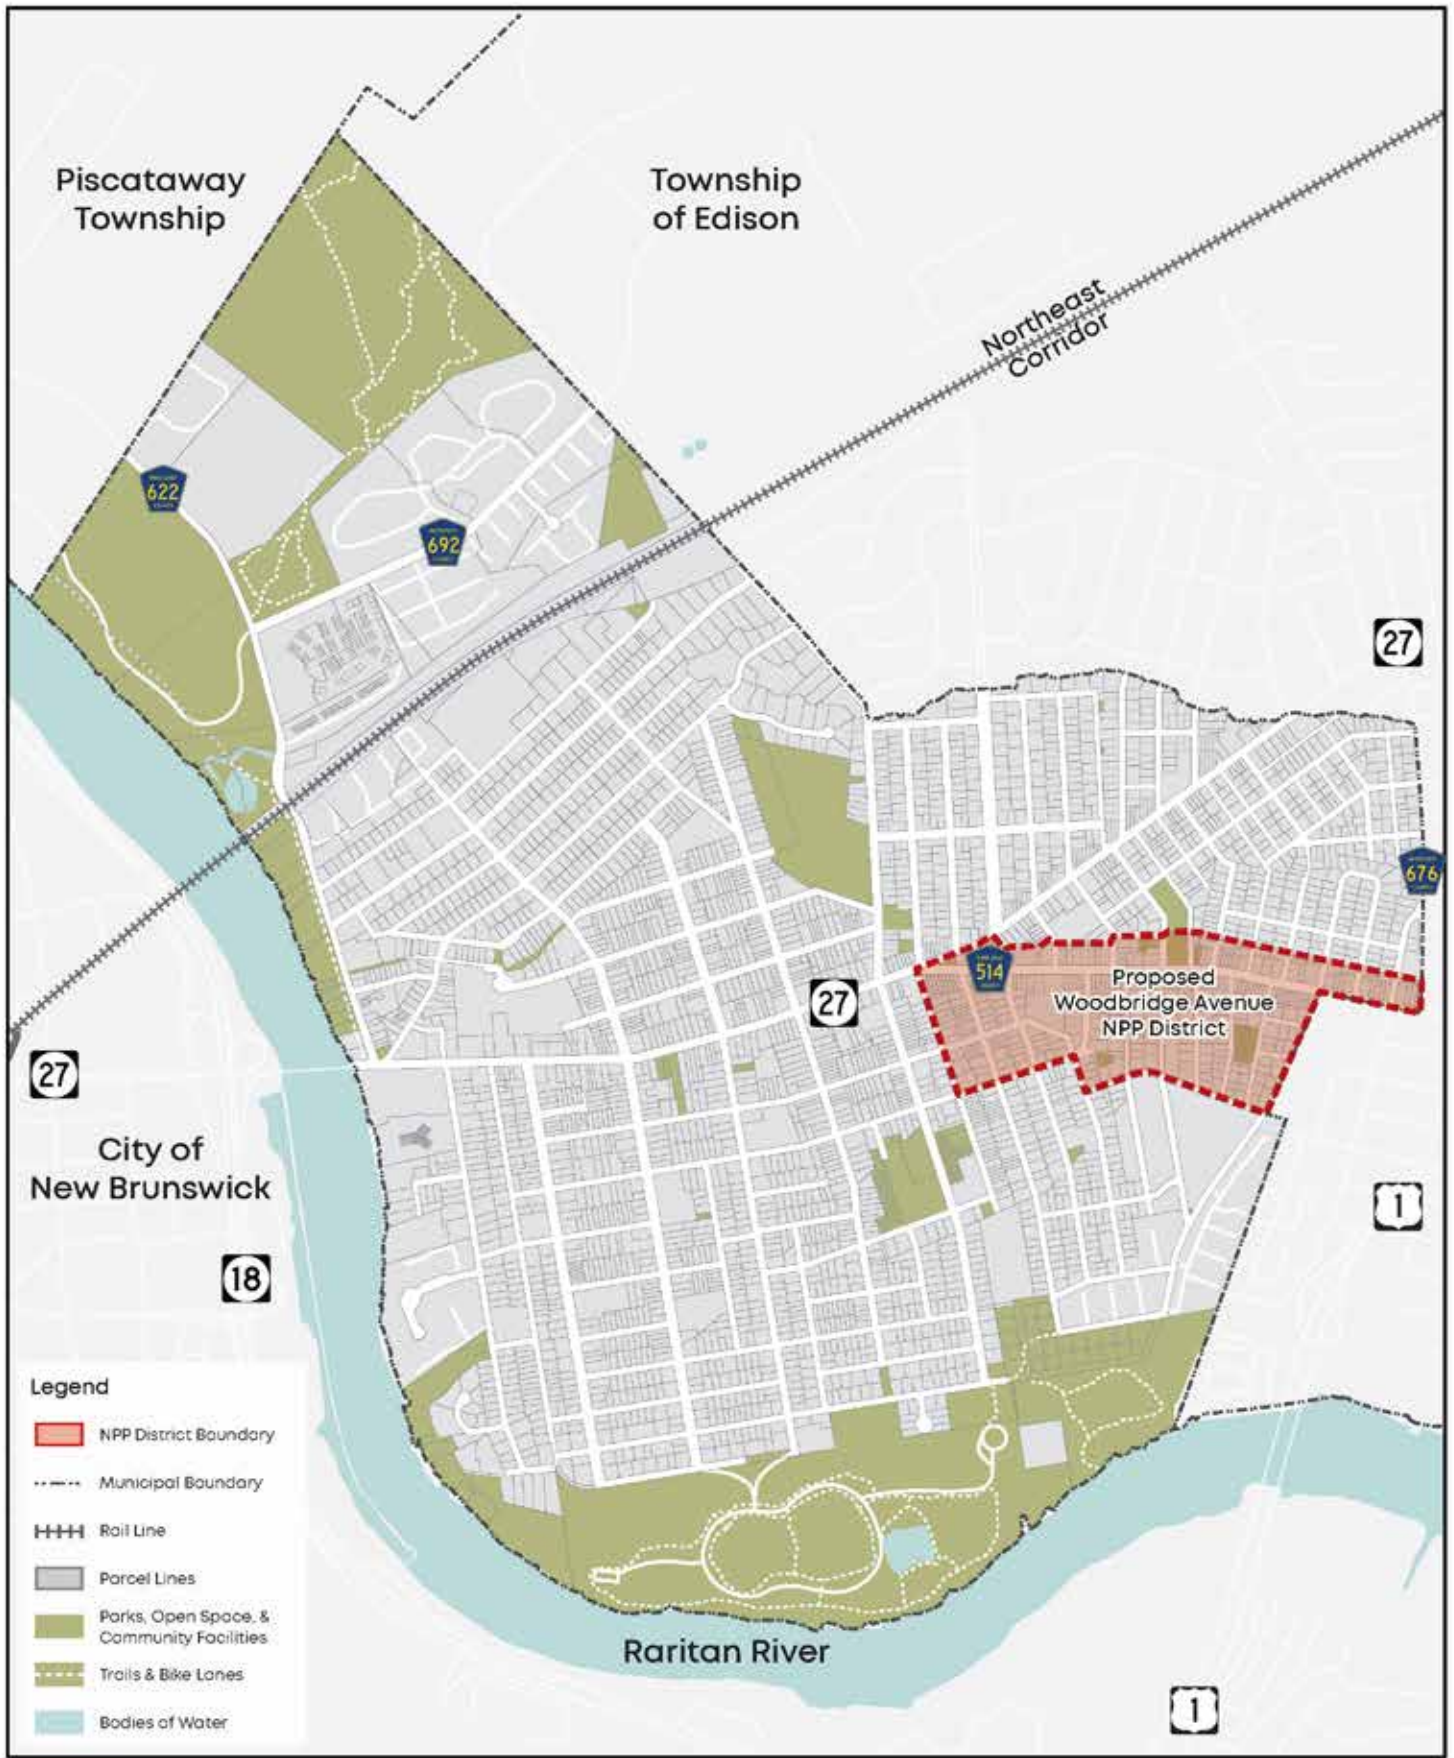 Piscataway
Township
Township
of Edison
Northeast
Corridor
622
692
27
676
514
Proposed
Woodbridge Avenue
NPP District
27
27
City of
New Brunswick
1
18
Legend
NPP District Boundary
Municipal Boundary
Rail Line
Parcel Lines
Parks, Open Space, &
Community Facilities
Trails & Bike Lanes
Bodies of Water
Raritan River
1